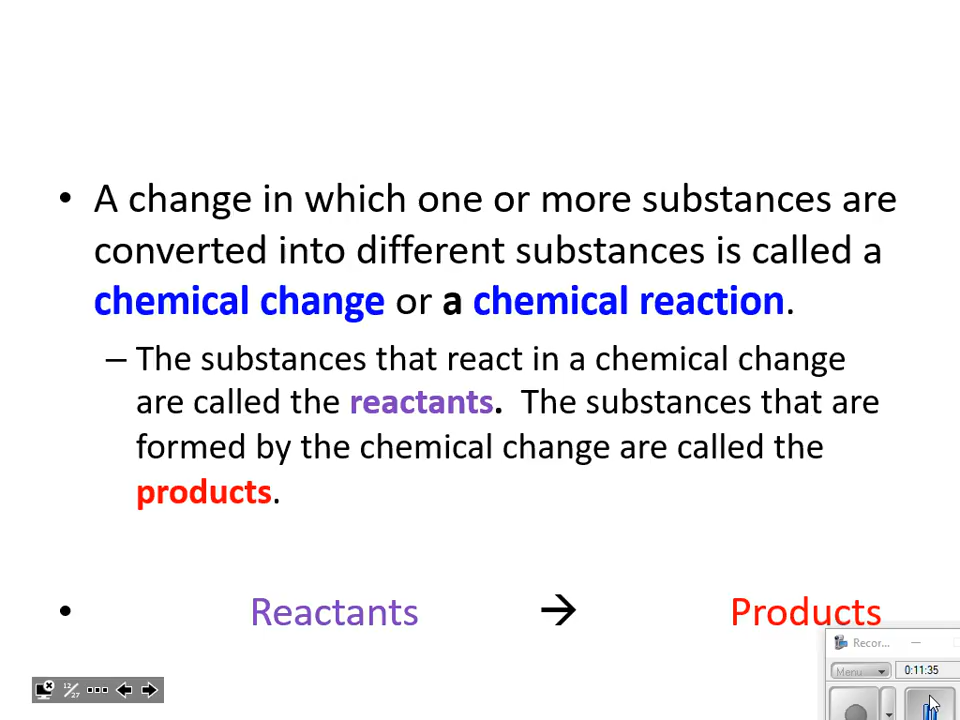 • A change in which one or more substances are
converted into different substances is called a
chemical change or a chemical reaction.
– The substances that react in a chemical change
are called the reactants. The substances that are
formed by the chemical change are called the
products.
• Reactants → Products
Recor...
Menu 0:11:35
12/27